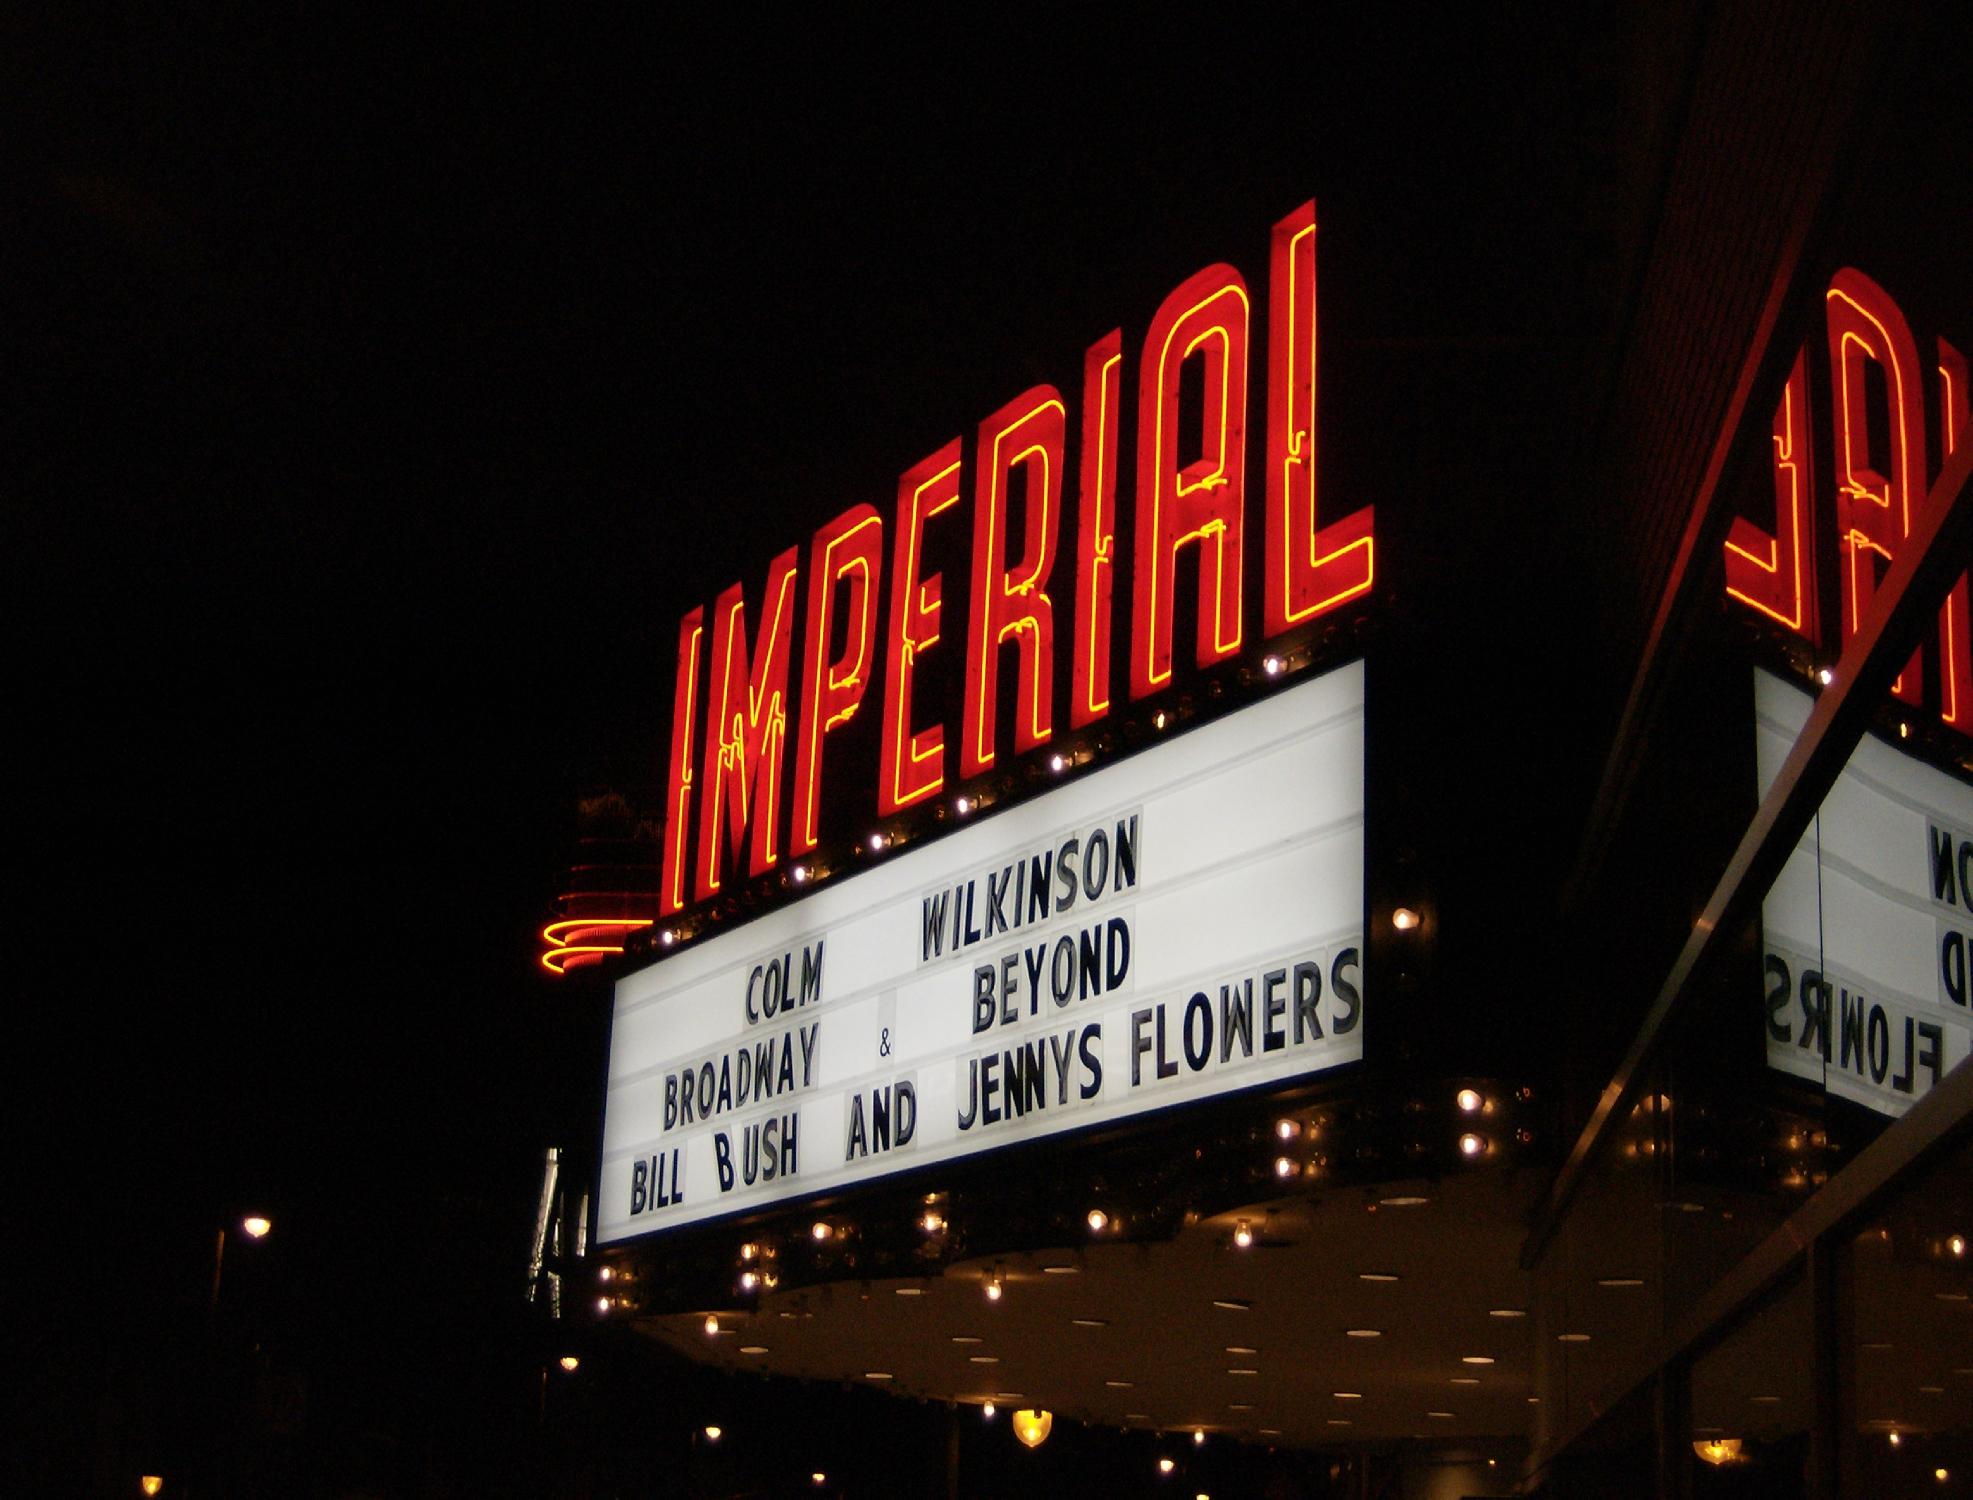 IMPERIAL
COLM WILKINSON
BROADWAY & BEYOND
BILL BUSH AND JENNYS FLOWERS